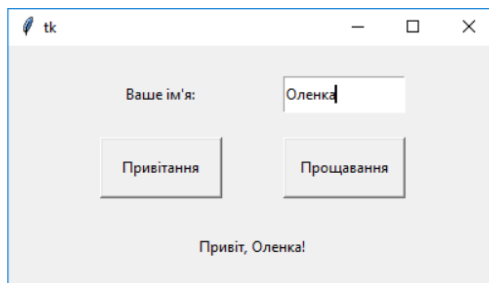 tk
Ваше ім'я:
Оленка
Привітання
Прощавання
Привіт, Оленка!